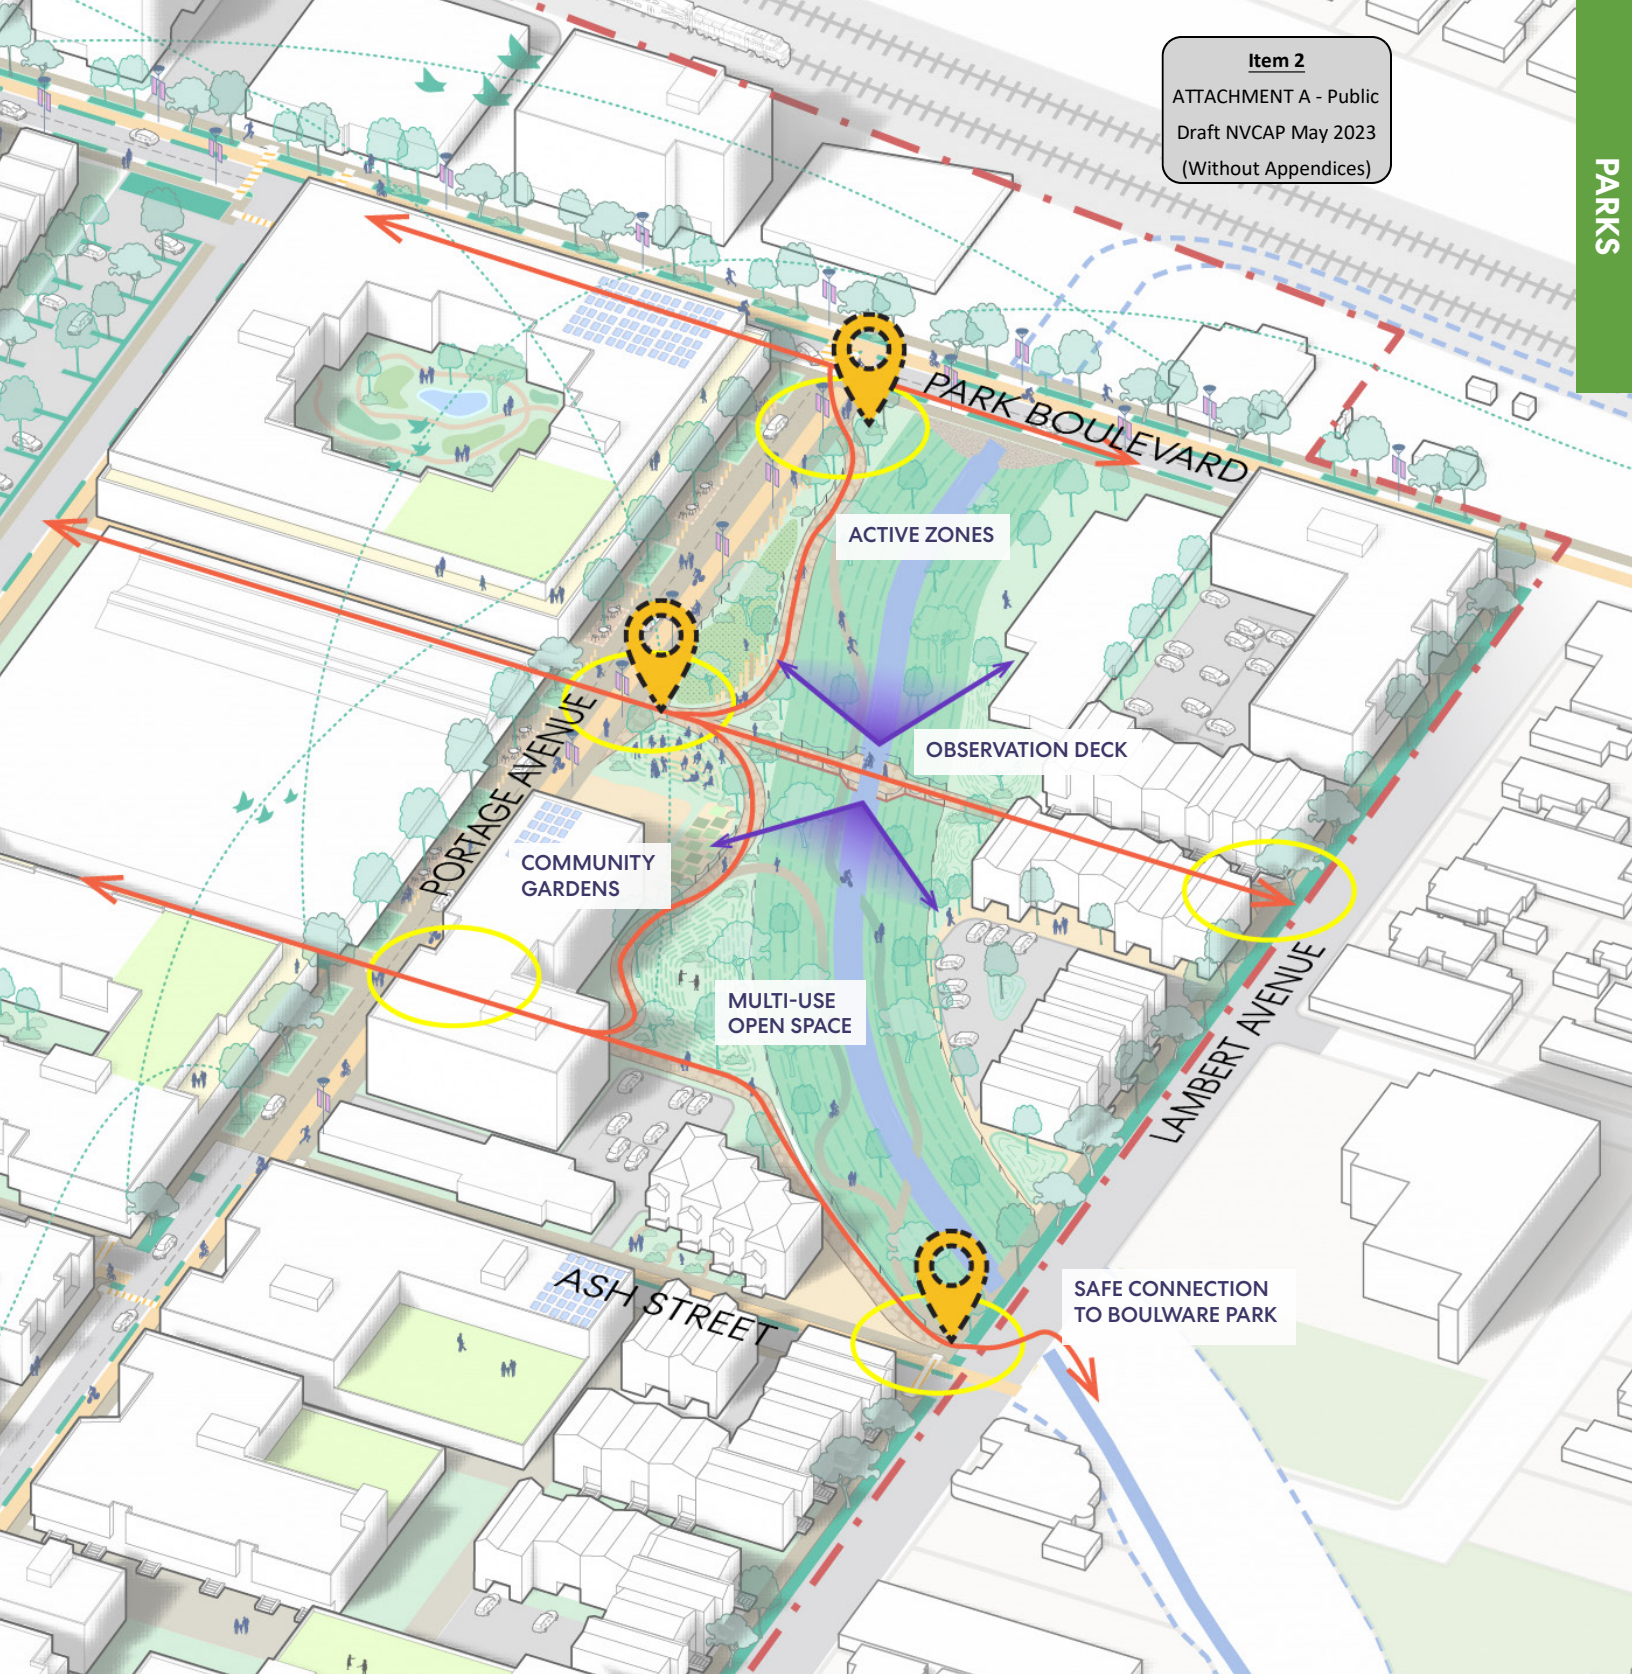 Item 2
ATTACHMENT A - Public
Draft NVCAP May 2023
(Without Appendices)
PARKS
PARK BOULEVARD
ACTIVE ZONES
OBSERVATION DECK
PORTAGE AVENUE
COMMUNITY
GARDENS
MULTI-USE
OPEN SPACE
LAMBERT AVENUE
ASH STREET
SAFE CONNECTION
TO BOULWARE PARK